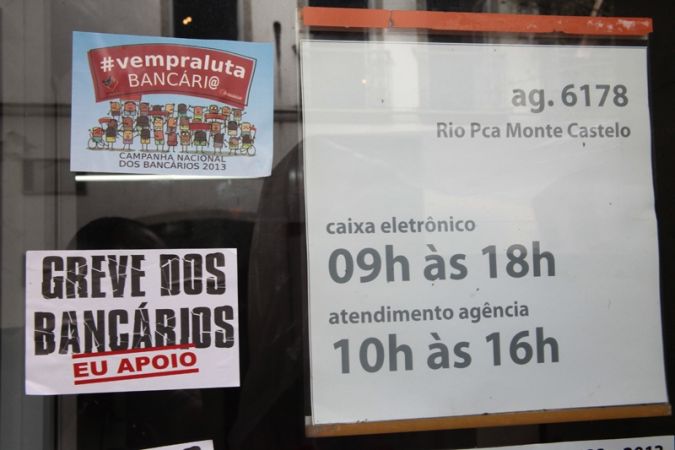 #vempraluta
BANCÁRI@
CAMPANHA NACIONAL
DOS BANCÁRIOS 2013
GREVE DOS
BANCÁRIOS
EU APOIO
ag. 6178
Rio Pca Monte Castelo
caixa eletrônico
09h às 18h
atendimento agência
10h às 16h
2013